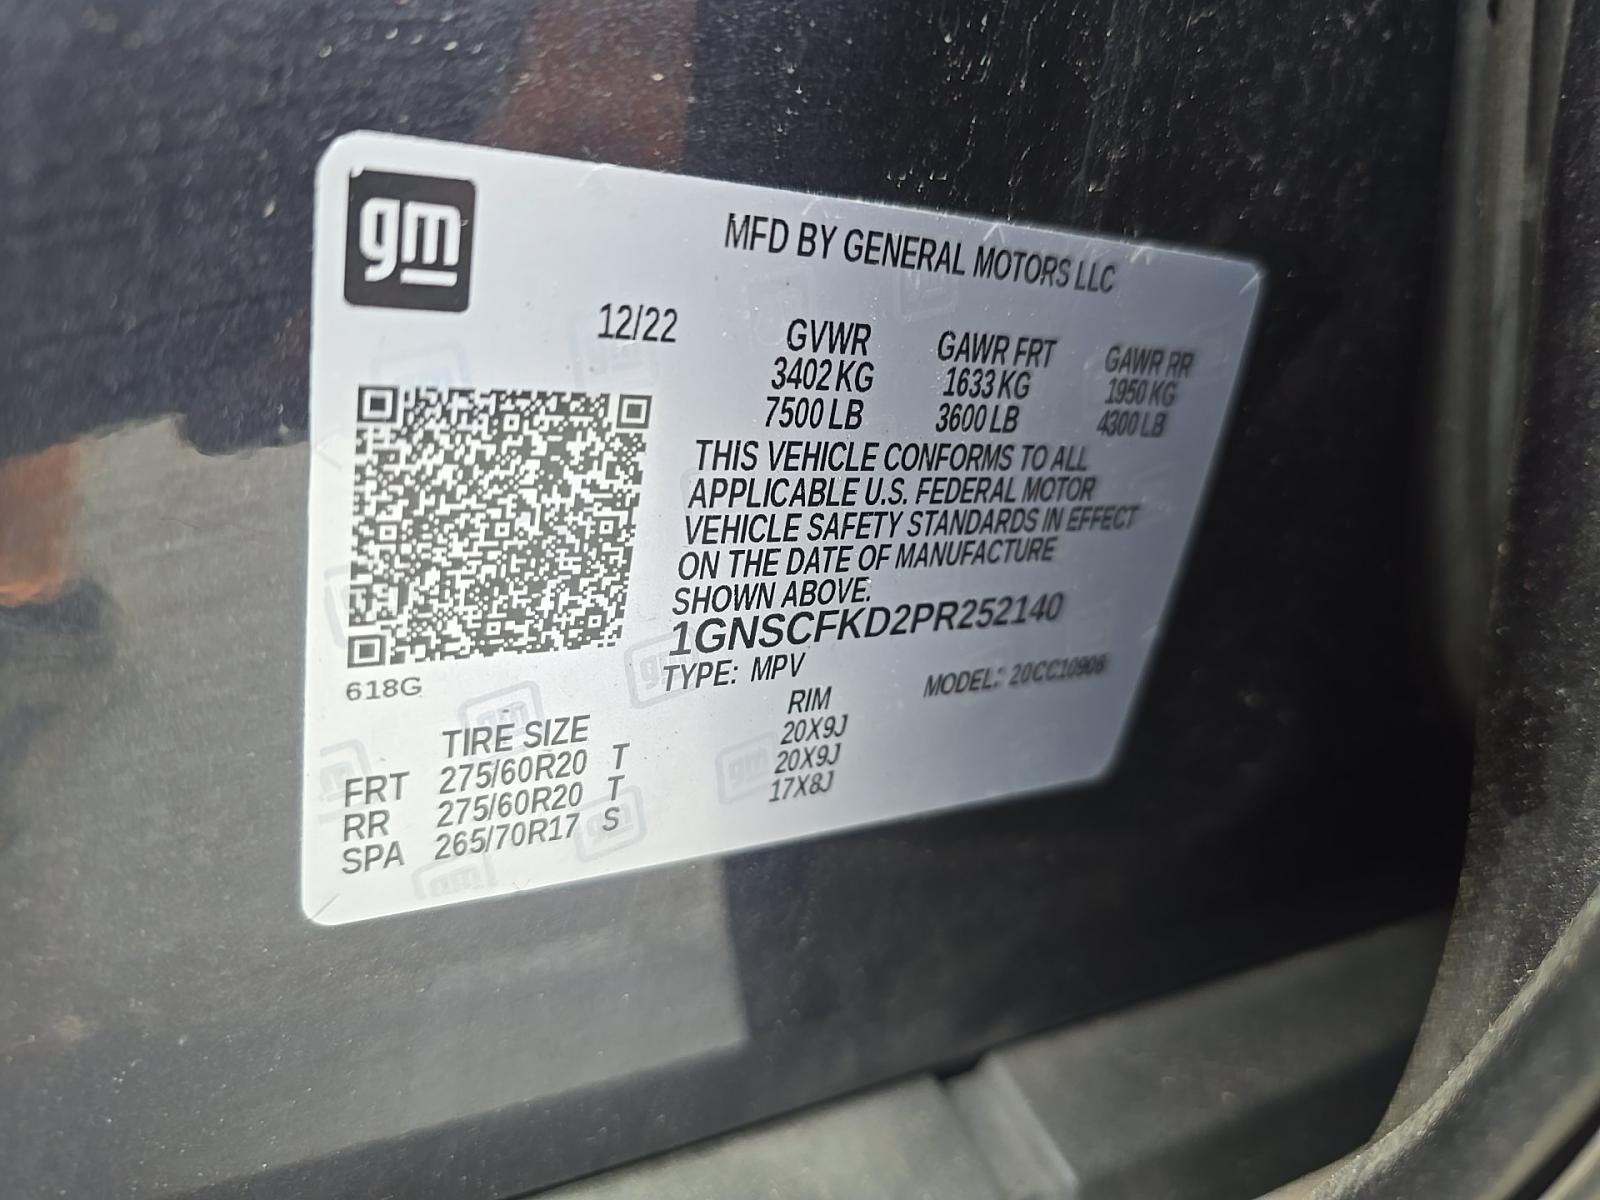 gm
MFD BY GENERAL MOTORS LLC
12/22
GVWR GAWR FRT GAWR RR
3402 KG 1633 KG 1950 KG
7500 LB 3600 LB 4300 LB
THIS VEHICLE CONFORMS TO ALL
APPLICABLE U.S. FEDERAL MOTOR
VEHICLE SAFETY STANDARDS IN EFFECT
ON THE DATE OF MANUFACTURE
SHOWN ABOVE.
1GNSCFKD2PR252140
TYPE: MPV MODEL: 20CC10906
618G
TIRE SIZE RIM
FRT 275/60R20 T 20X9J
RR 275/60R20 T 20X9J
SPA 265/70R17 S 17X8J